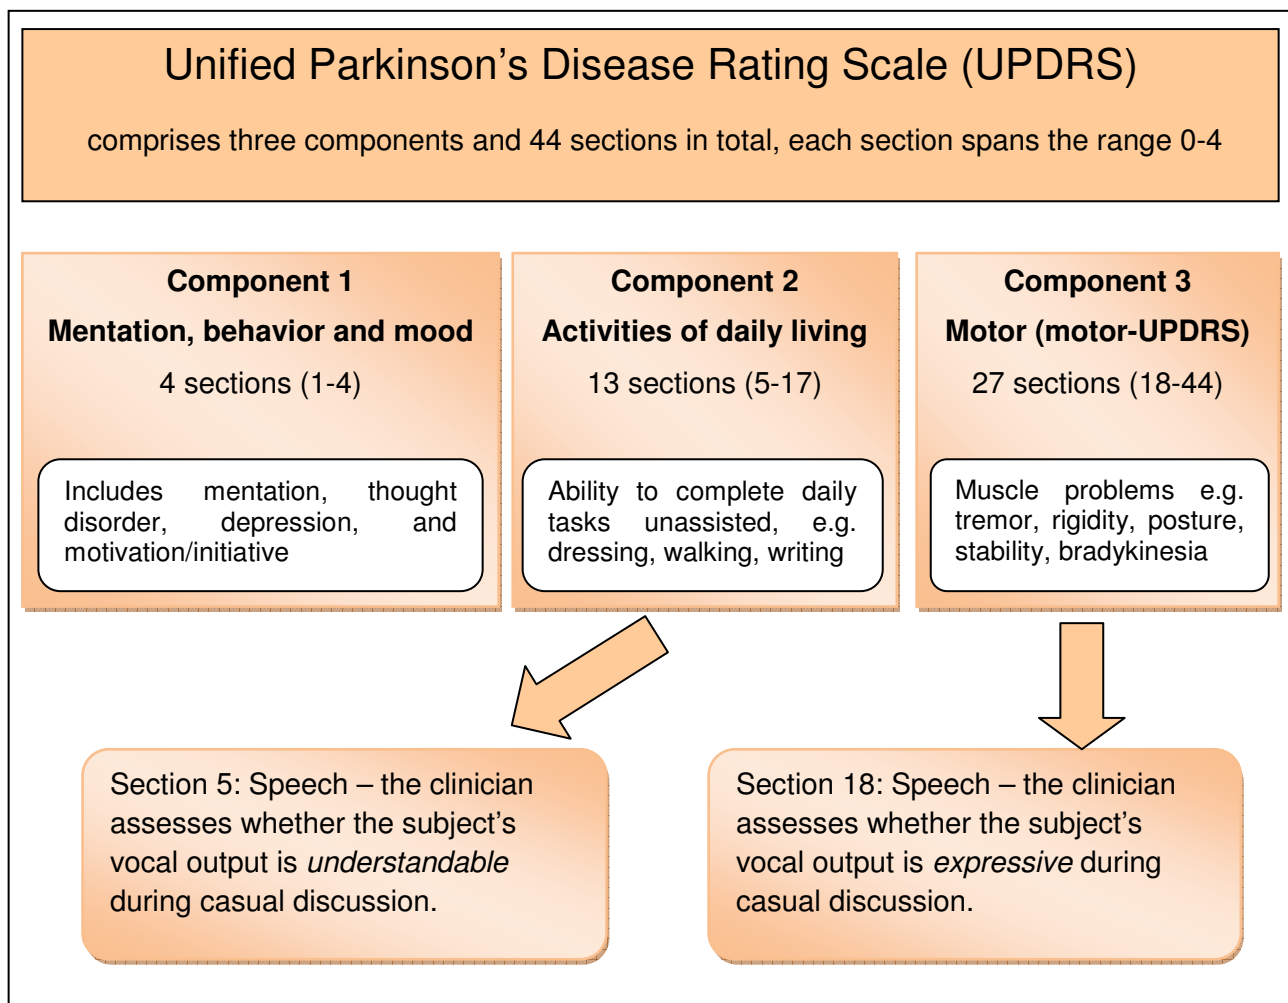 Unified Parkinson's Disease Rating Scale (UPDRS)
comprises three components and 44 sections in total, each section spans the range 0-4
Component 1
Mentation, behavior and mood
4 sections (1-4)
Includes mentation, thought
disorder, depression, and
motivation/initiative
Component 2
Activities of daily living
13 sections (5-17)
Ability to complete daily
tasks unassisted, e.g.
dressing, walking, writing
Component 3
Motor (motor-UPDRS)
27 sections (18-44)
Muscle problems e.g.
tremor, rigidity, posture,
stability, bradykinesia
Section 5: Speech – the clinician
assesses whether the subject's
vocal output is understandable
during casual discussion.
Section 18: Speech – the clinician
assesses whether the subject's
vocal output is expressive during
casual discussion.